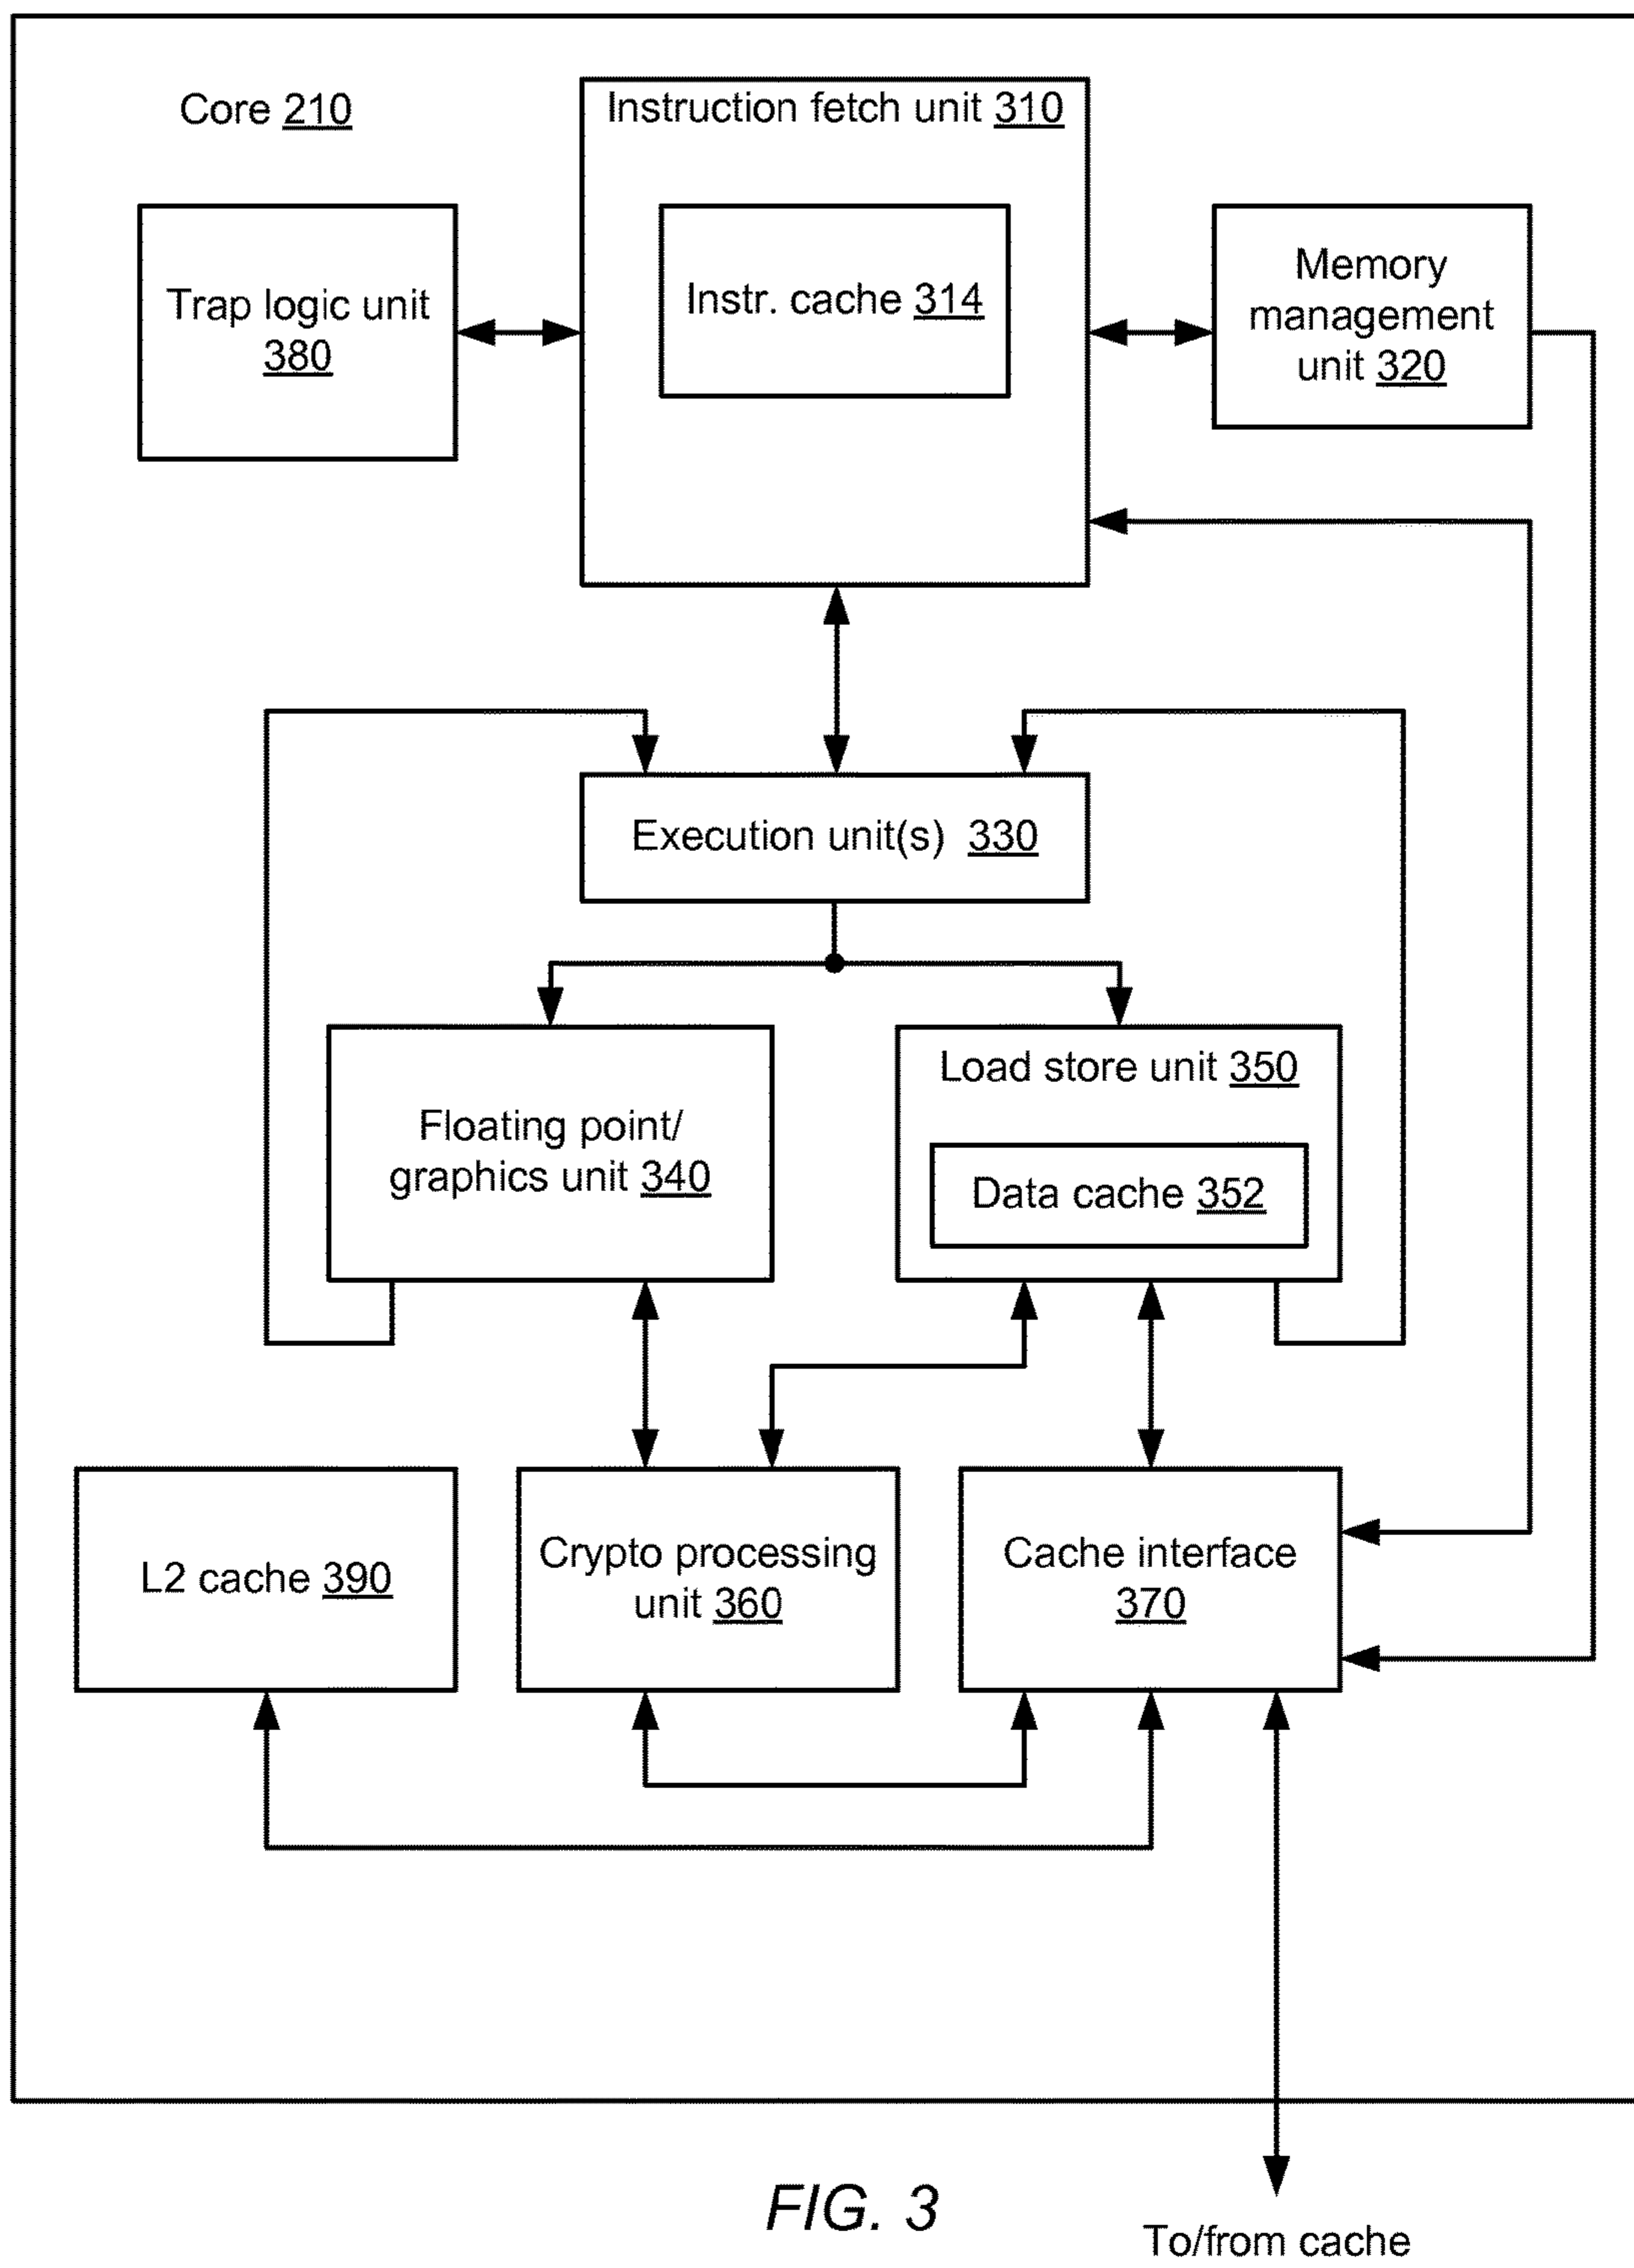 Core 210
Instruction fetch unit 310
Instr. cache 314
Trap logic unit
380
Memory
management
unit 320
Execution unit(s) 330
Floating point/
graphics unit 340
Load store unit 350
Data cache 352
L2 cache 390
Crypto processing
unit 360
Cache interface
370
FIG. 3
To/from cache